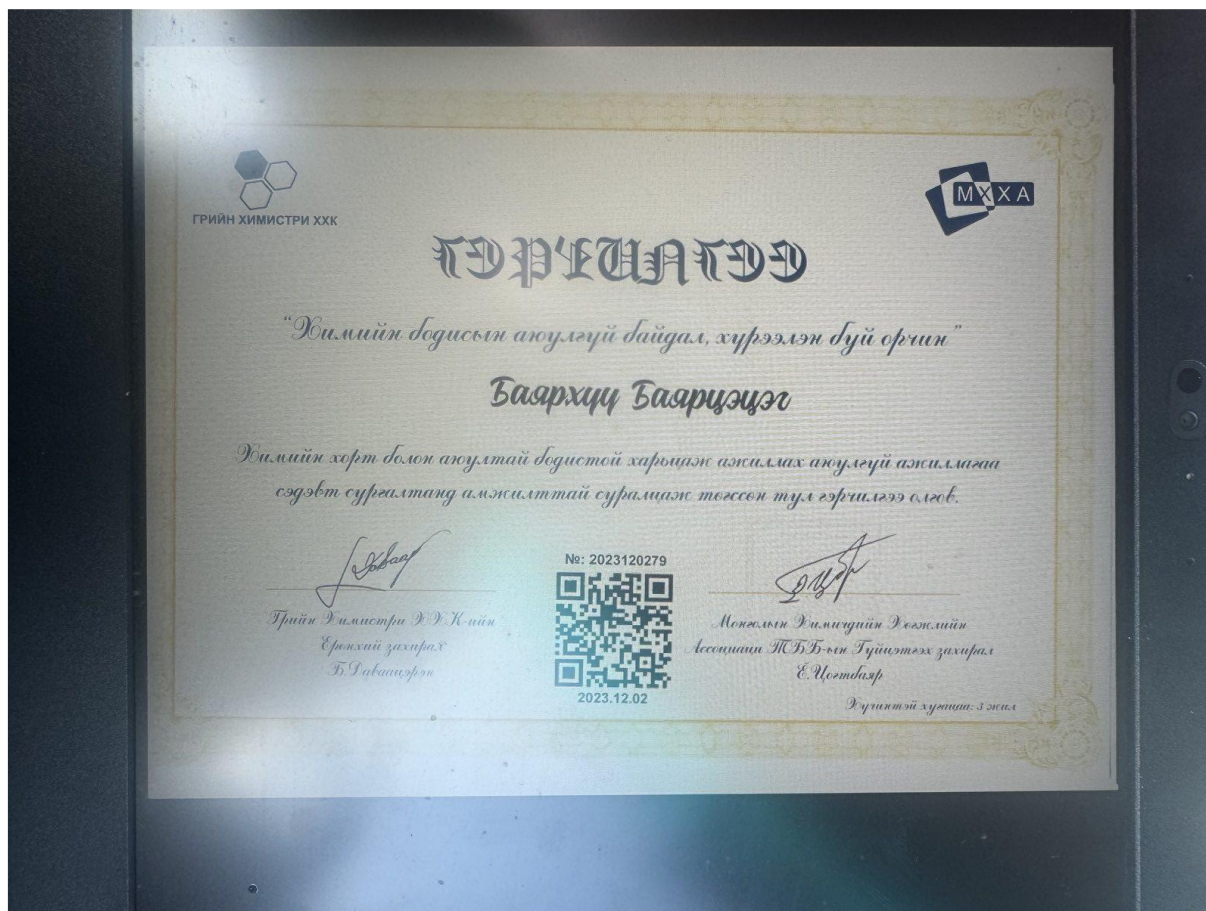 ГРИЙН ХИМИСТРИ ХХК
МХХА
ГЭРЧИЛГЭЭ
“Химийн бодисын аюулгүй байдал, хүрээлэн буй орчин”
Баярхүү Баярцэцэг
Химийн хорт болон аюултай бодистой харьцаж ажиллах аюулгүй ажиллагаа
сэдэвт сургалтанд амжилттай суралцаж төгссөн тул гэрчилгээ олгов.
№: 2023120279
Грийн Химистри ХХК-ийн
Ерөнхий захирал
Б.Даваацэрэн
2023.12.02
Монголын Химичдийн Хөгжлийн
Ассоциаци ТББ-ын Гүйцэтгэх захирал
Ё.Цогтбаяр
Хүчинтэй хугацаа: 3 жил